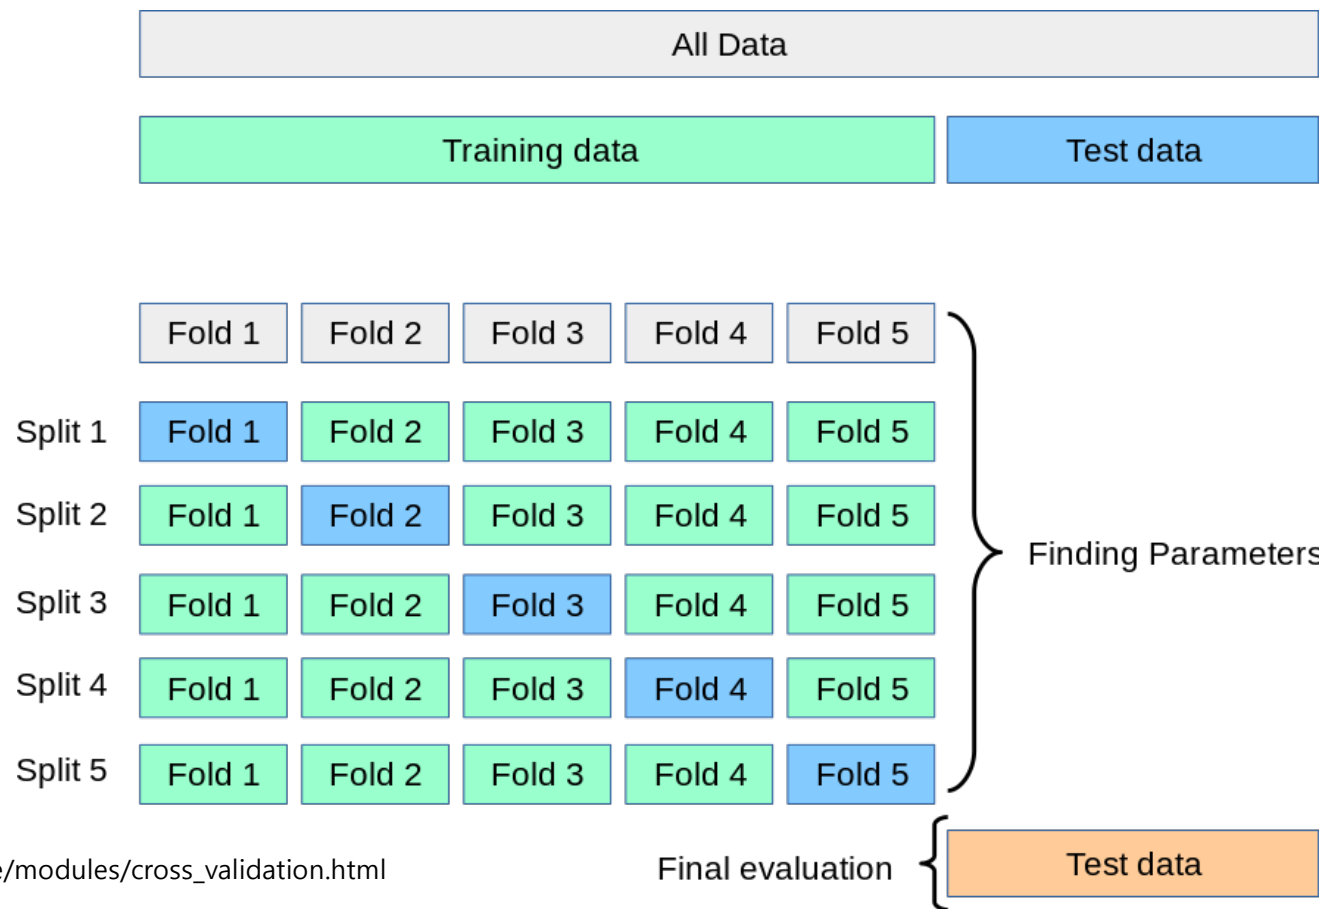 All Data
Training data Test data
Fold 1 Fold 2 Fold 3 Fold 4 Fold 5
Split 1 Fold 1 Fold 2 Fold 3 Fold 4 Fold 5
Split 2 Fold 1 Fold 2 Fold 3 Fold 4 Fold 5
Finding Parameters
Split 3 Fold 1 Fold 2 Fold 3 Fold 4 Fold 5
Split 4 Fold 1 Fold 2 Fold 3 Fold 4 Fold 5
Split 5 Fold 1 Fold 2 Fold 3 Fold 4 Fold 5
e/modules/cross_validation.html Final evaluation Test data